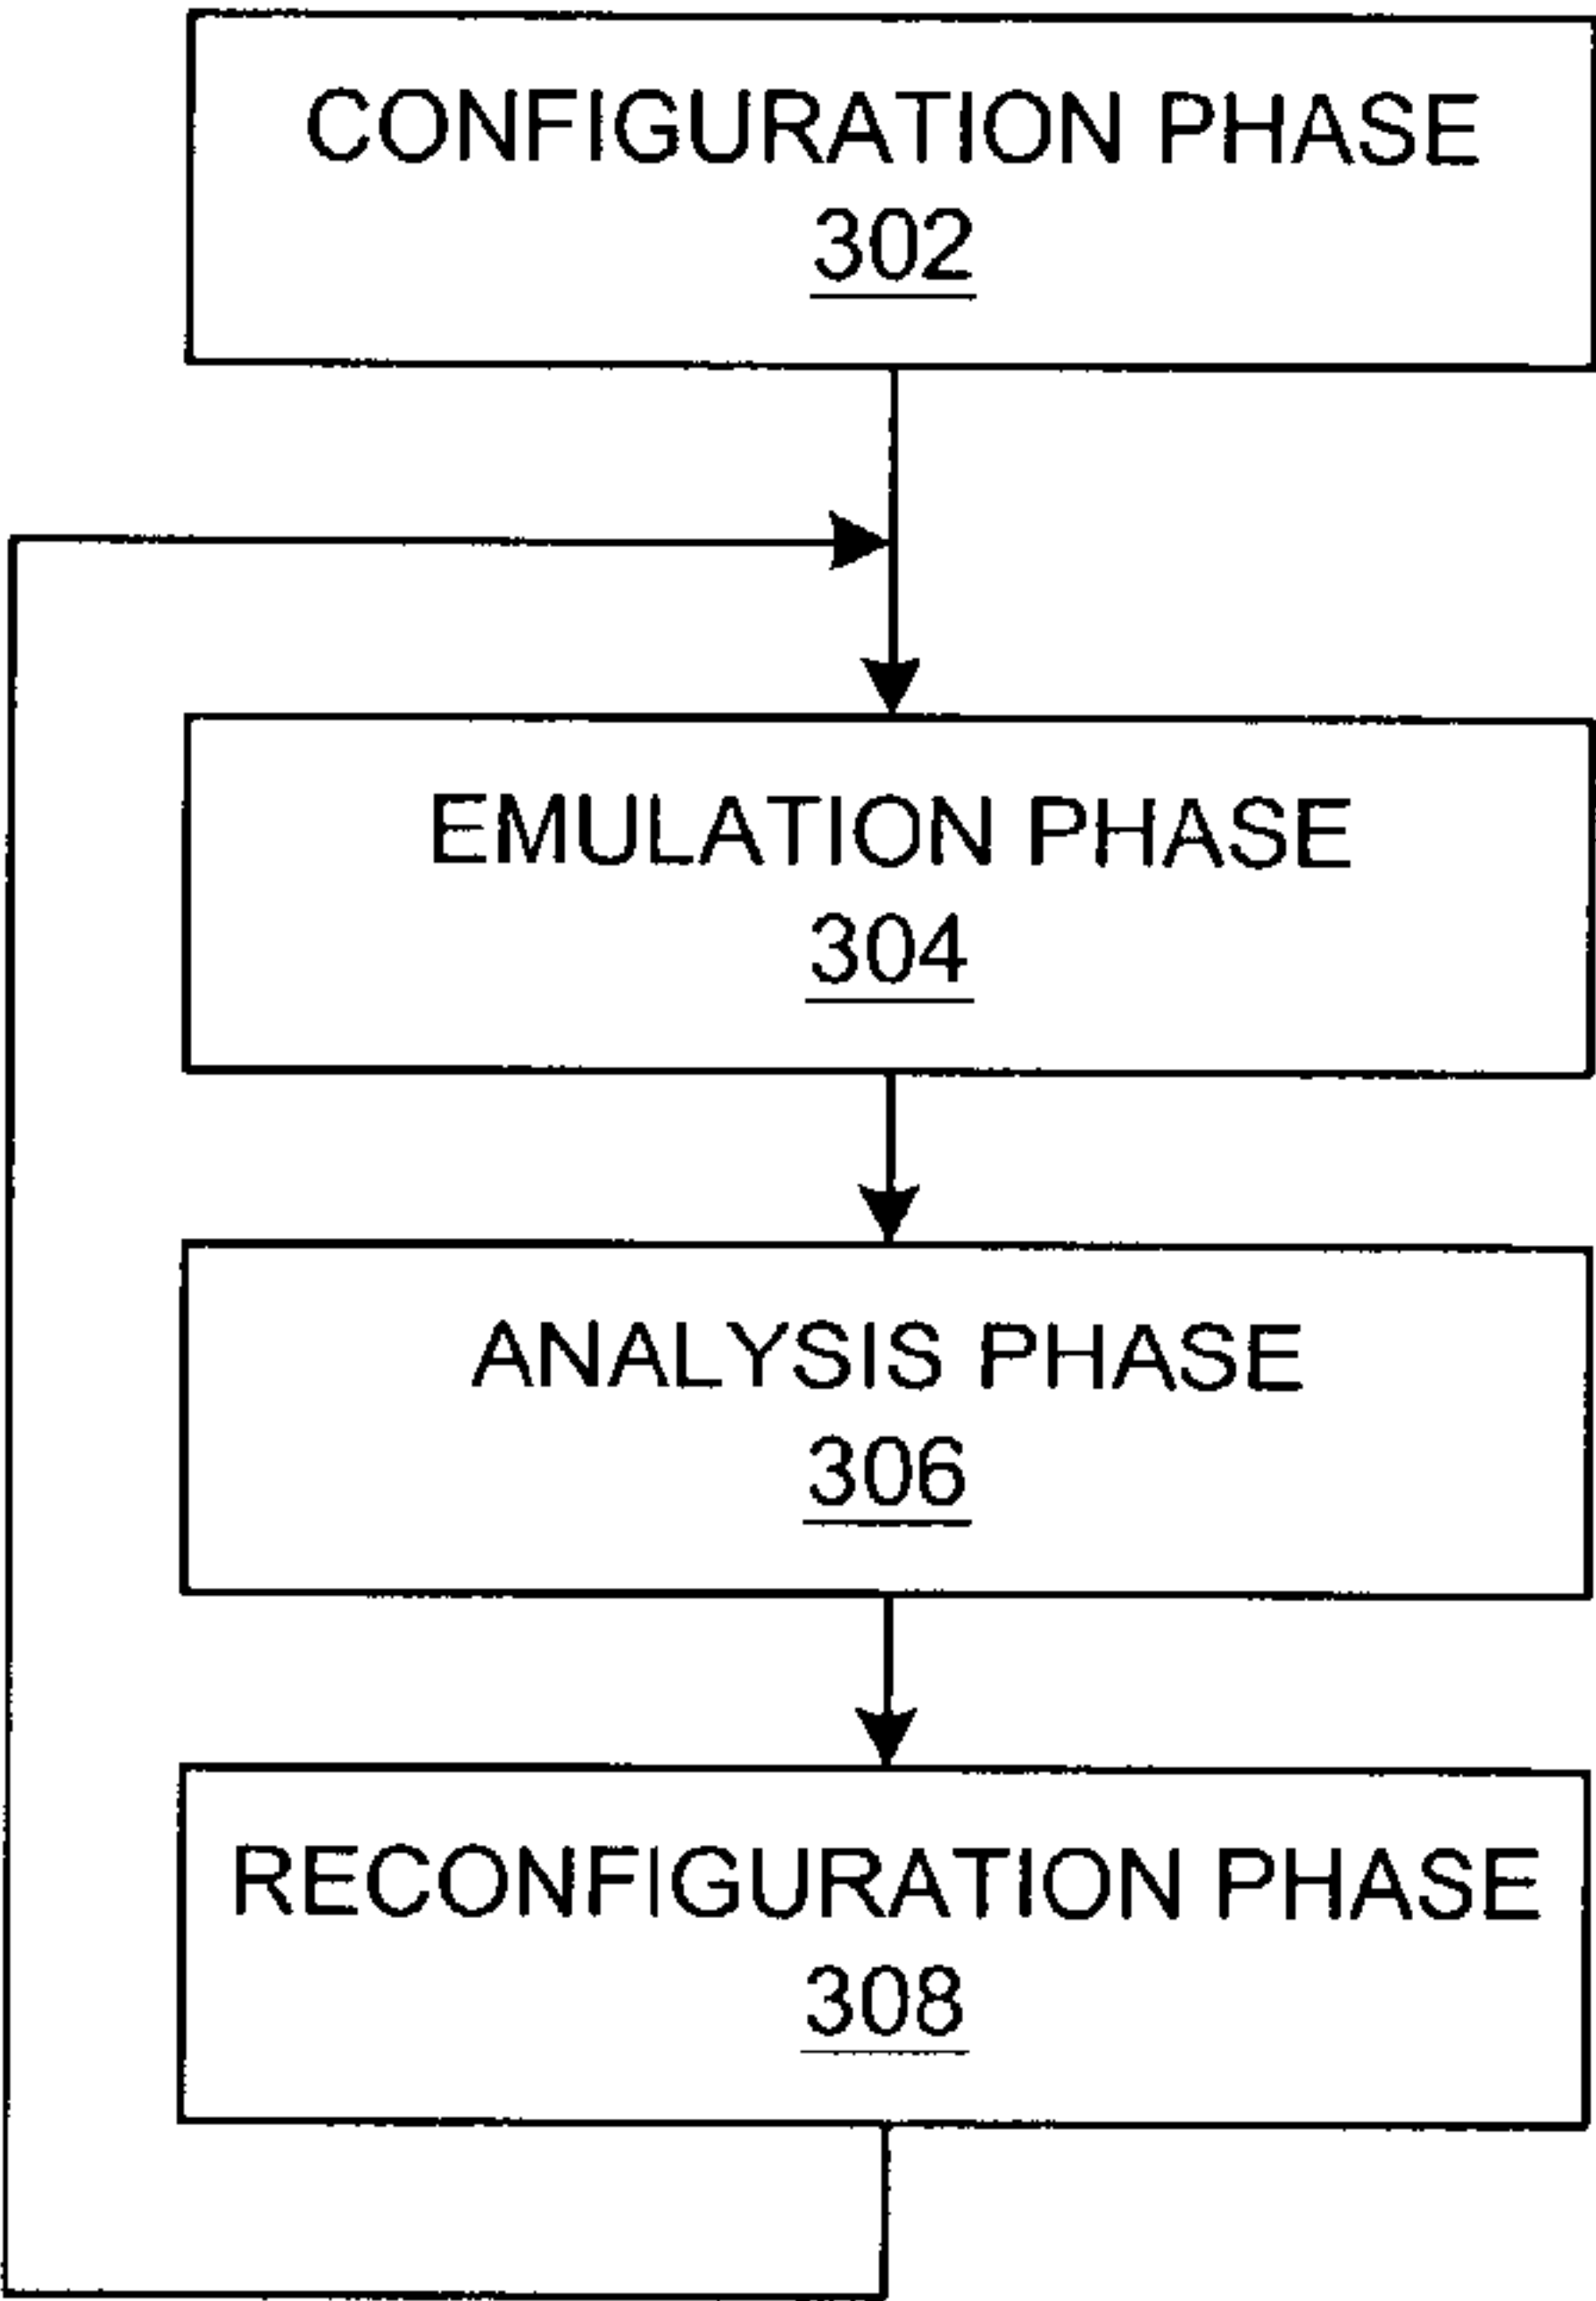 CONFIGURATION PHASE
302
EMULATION PHASE
304
ANALYSIS PHASE
306
RECONFIGURATION PHASE
308